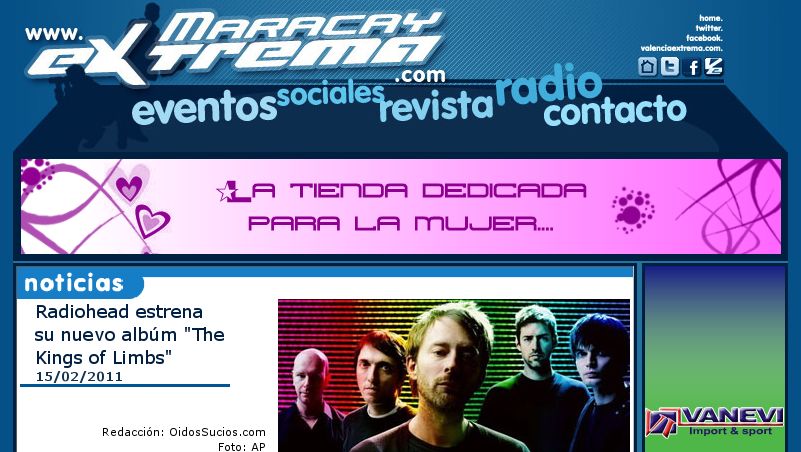 www.
MARACAY
eXtrema
.com
home.
twitter.
facebook.
valenciaextrema.com.
eventos
sociales
revista
radio
contacto
LA TIENDA DEDICADA
PARA LA MUJER....
noticias
Radiohead estrena
su nuevo albúm "The
Kings of Limbs"
15/02/2011
Redacción: OidosSucios.com
Foto: AP
VANEVI
Import & sport